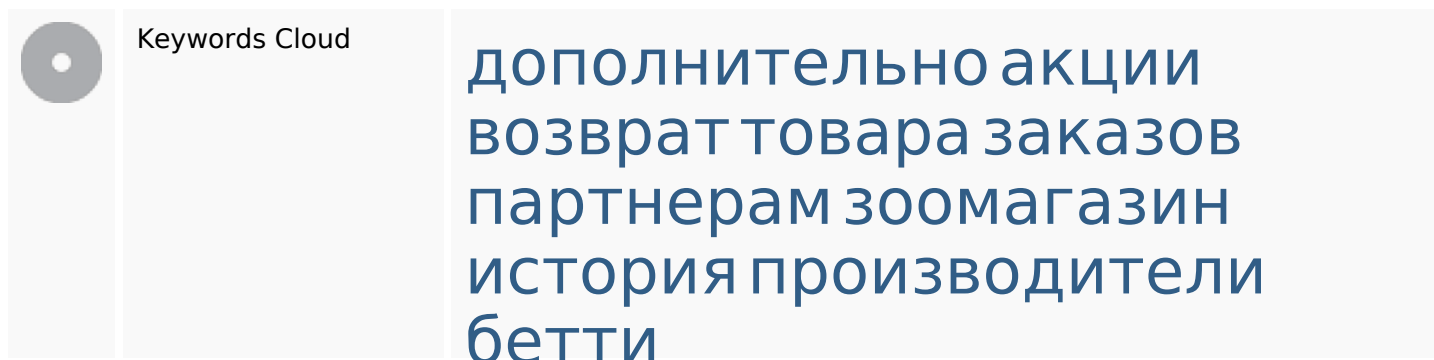 Keywords Cloud
дополнительно акции
возврат товара заказов
партнерам зоомагазин
история производители
бетти